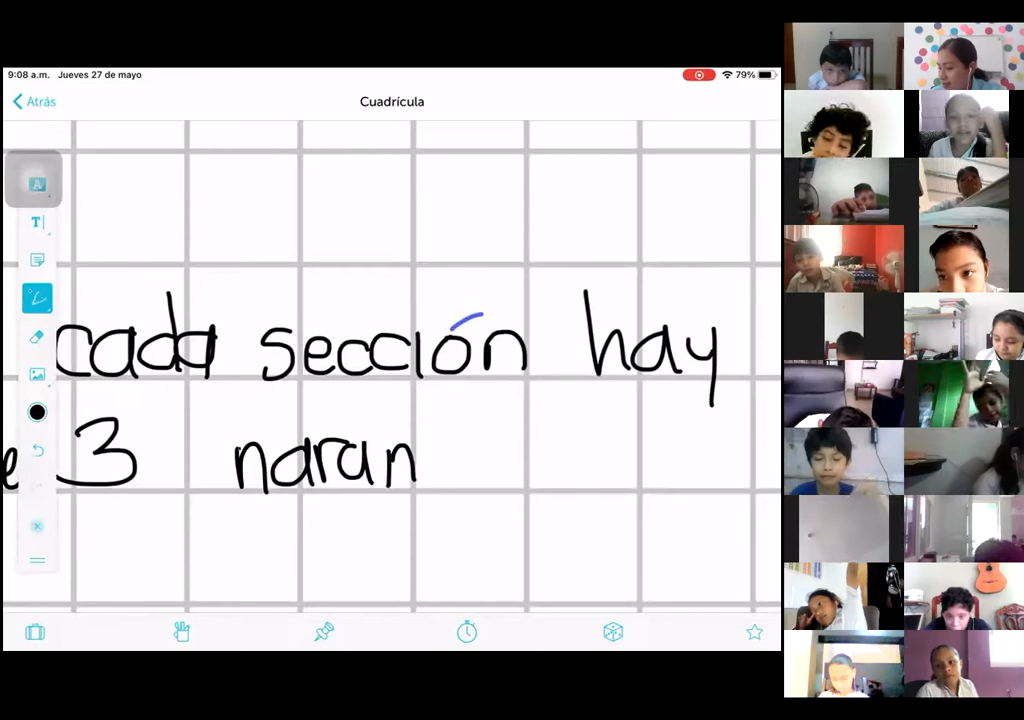 9:08 a.m. Jueves 27 de mayo
79%
Atrás
Cuadrícula
A
T
cada sección hay
e 3 naran